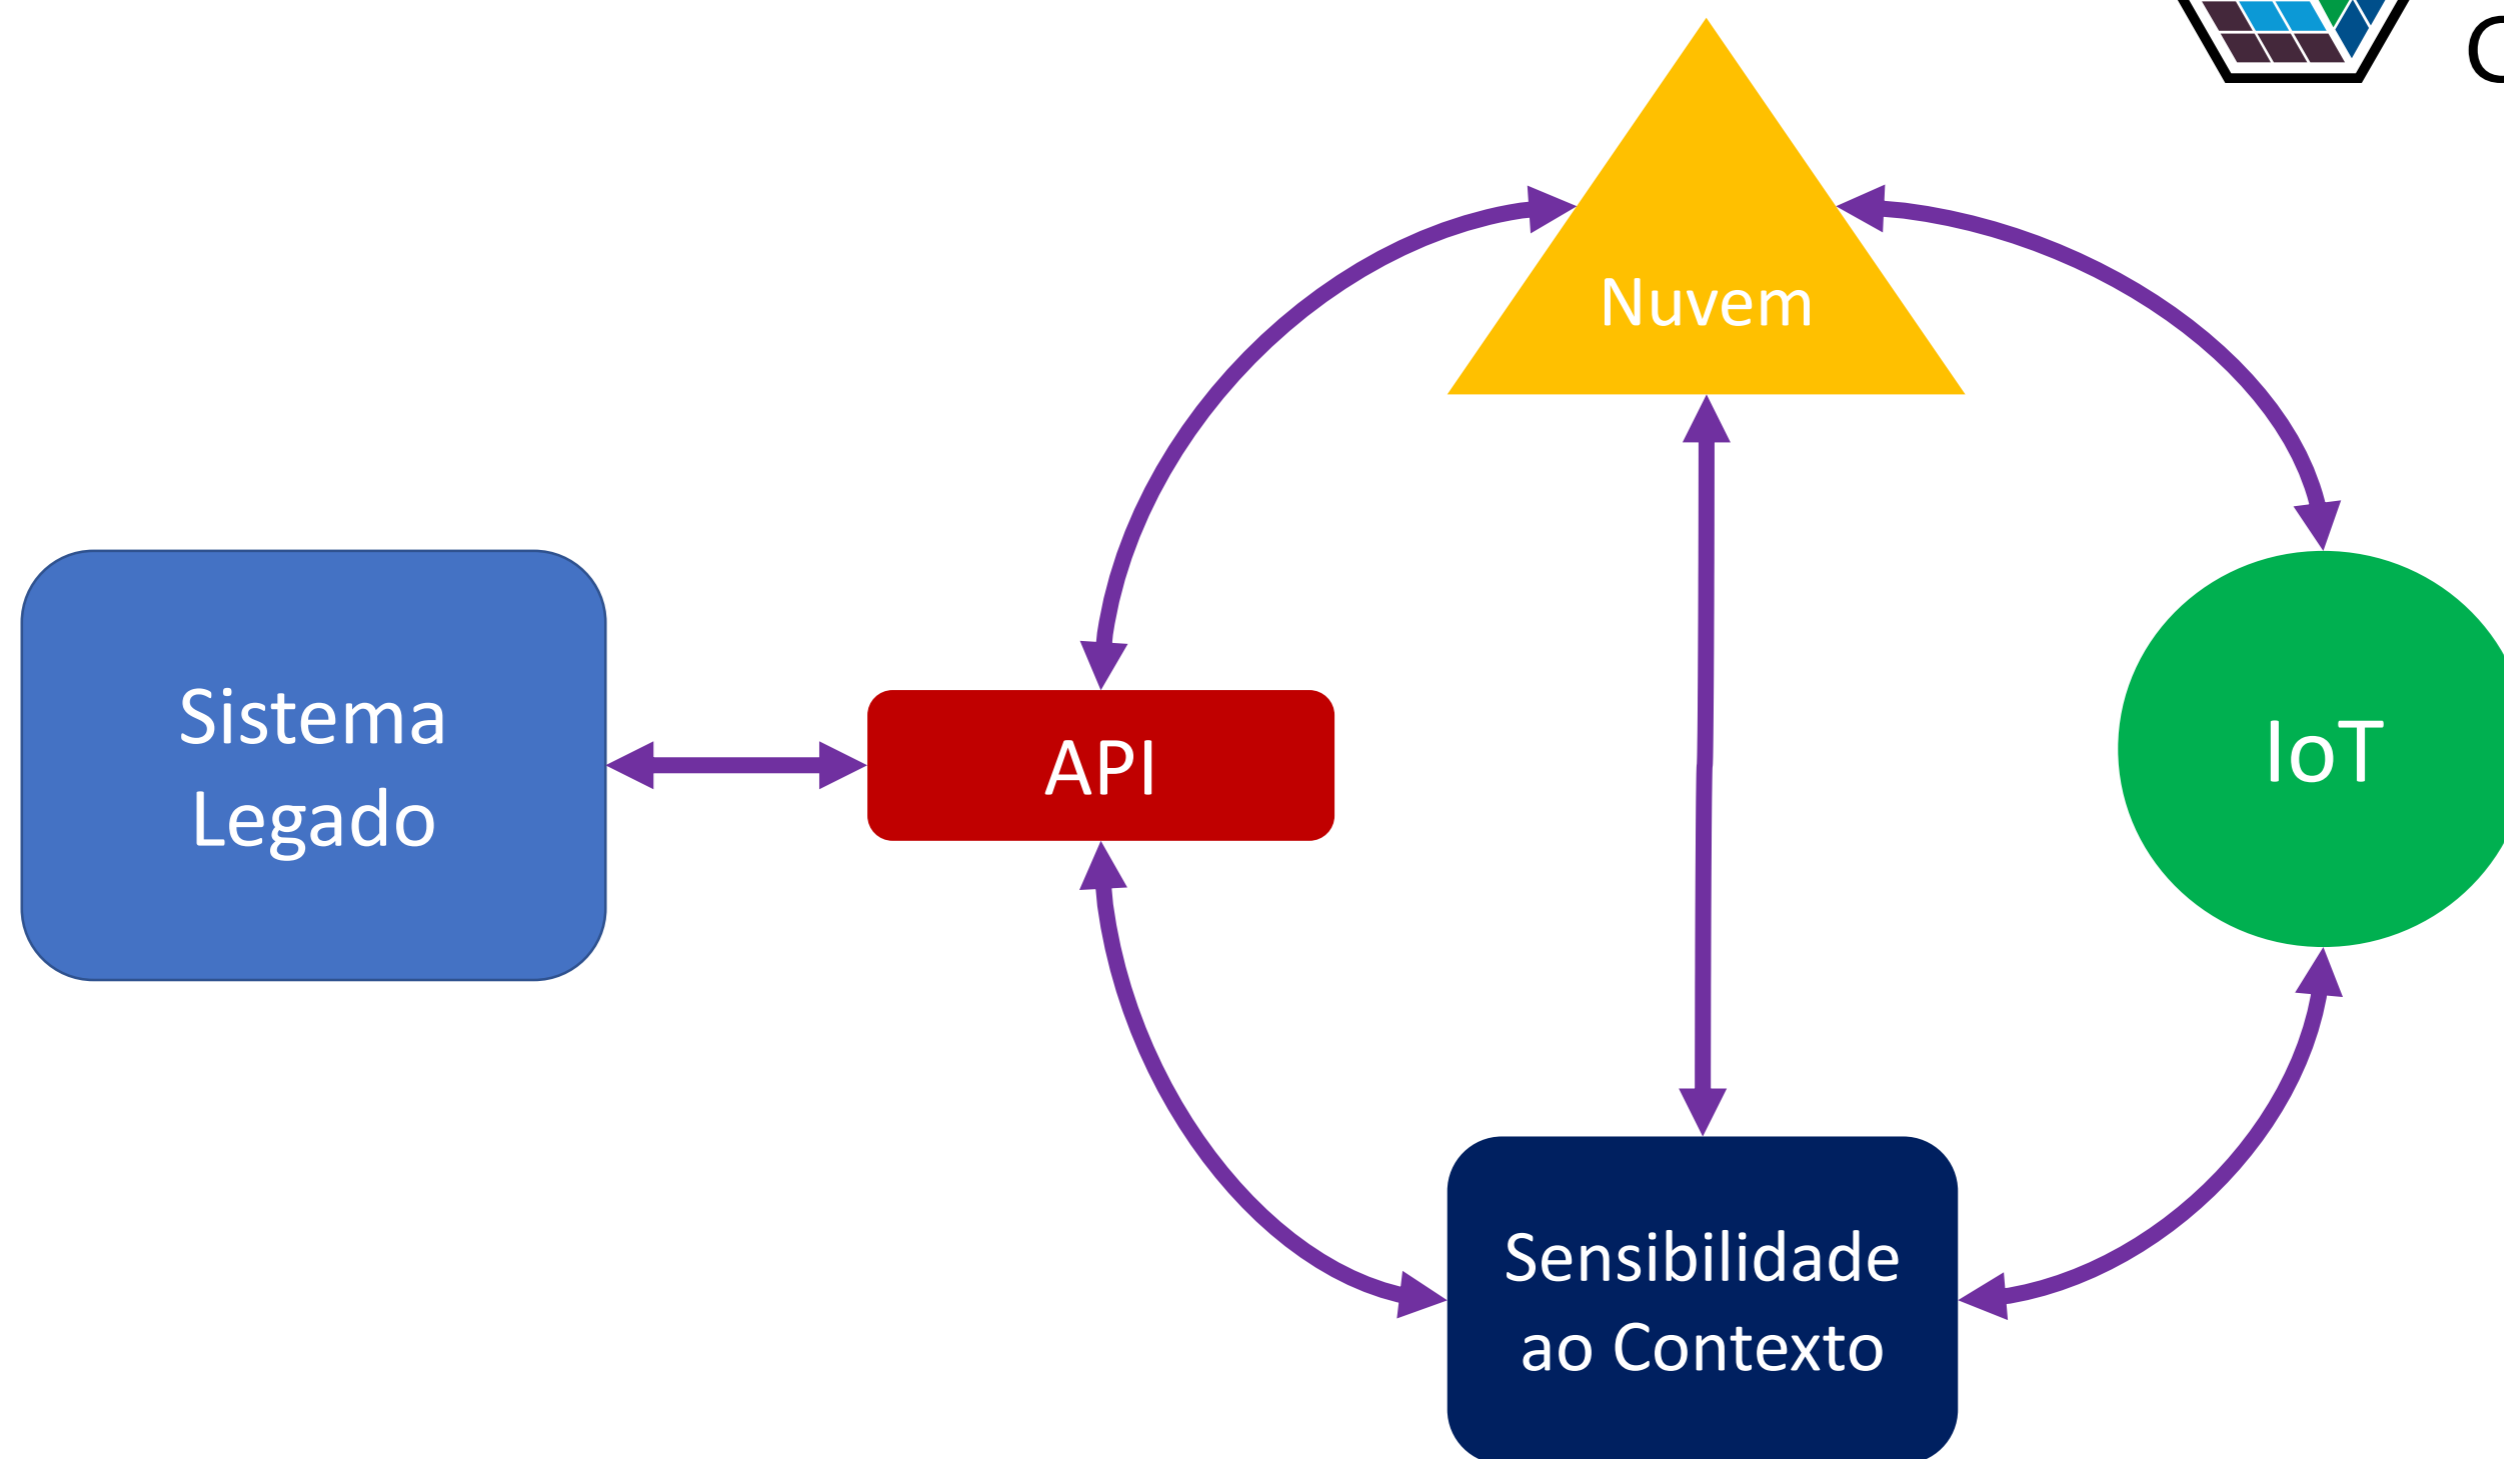 Nuvem
Sistema
Legado
API
IoT
Sensibilidade
ao Contexto